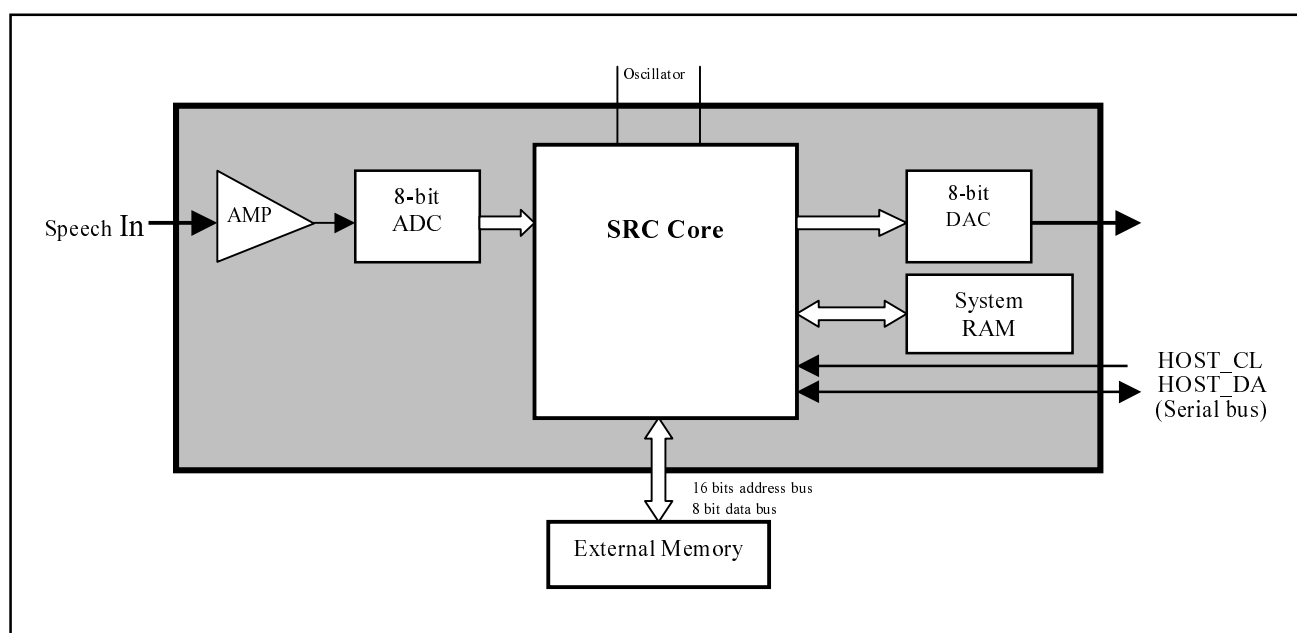 Oscillator
Speech In
AMP
8-bit
ADC
SRC Core
8-bit
DAC
System
RAM
HOST_CL
HOST_DA
(Serial bus)
16 bits address bus
8 bit data bus
External Memory